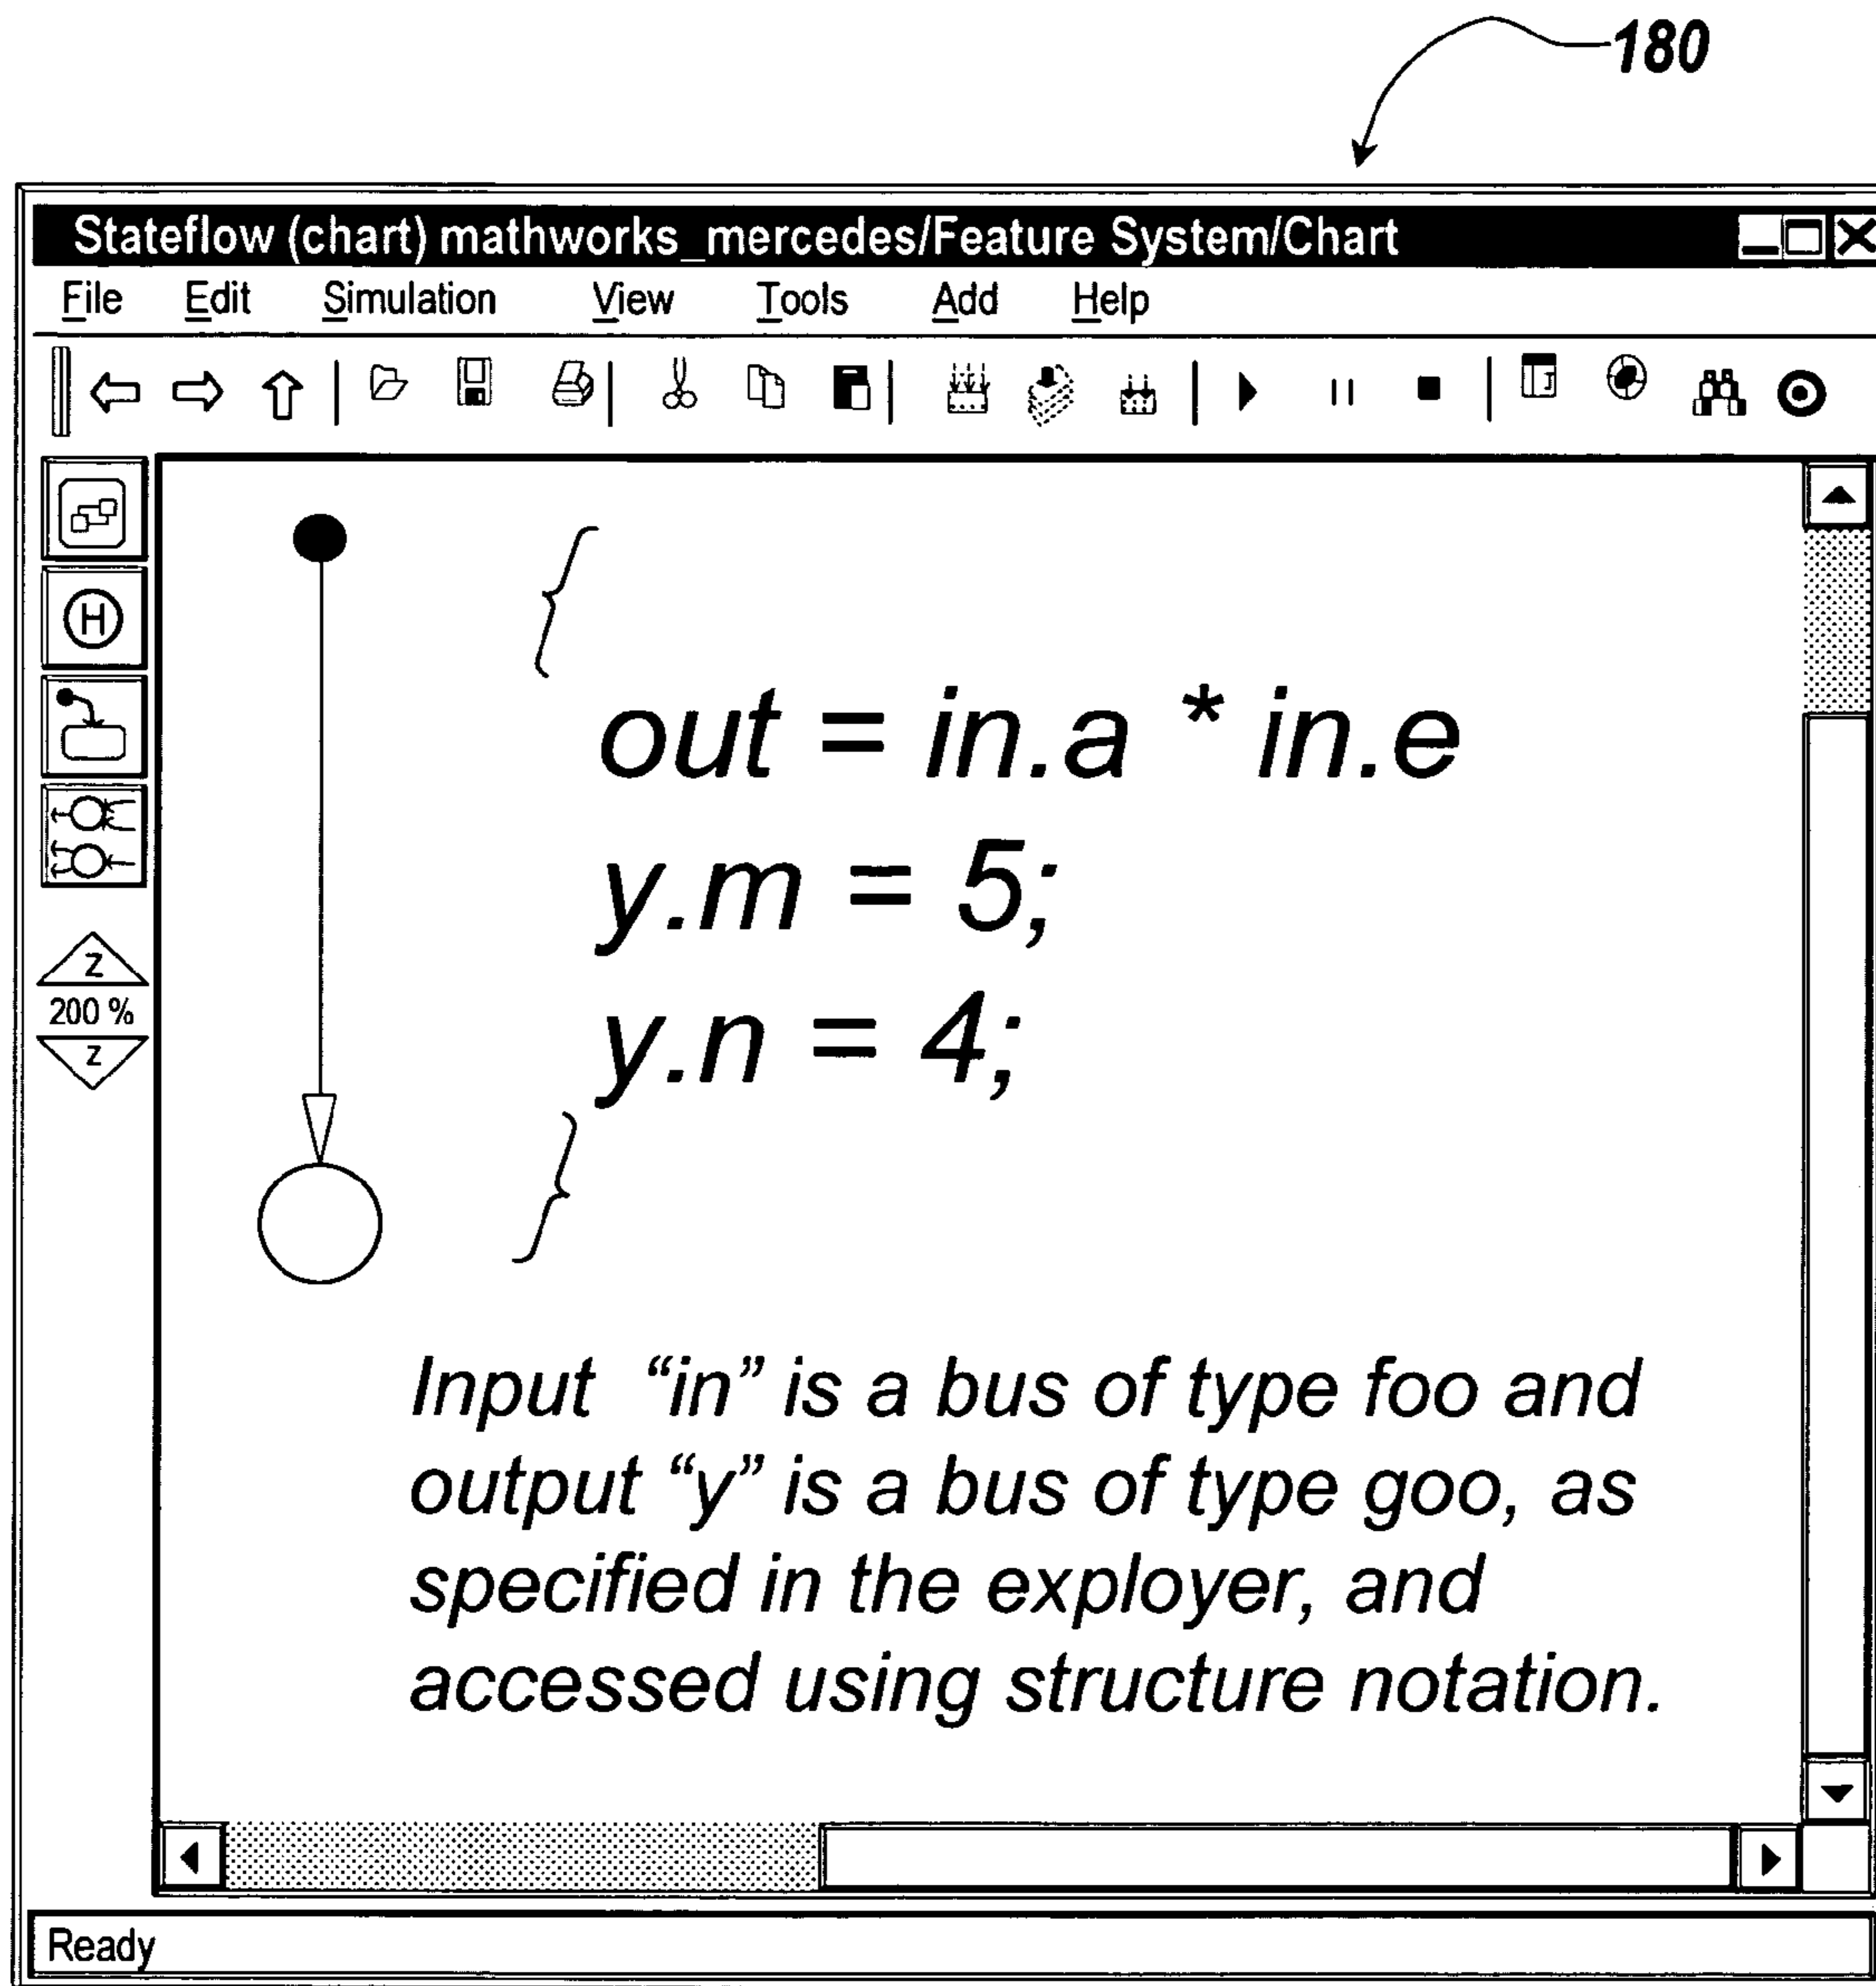 180
Stateflow (chart) mathworks_mercedes/Feature System/Chart
File Edit Simulation View Tools Add Help
H
{
out = in.a * in.e
y.m = 5;
y.n = 4;
}
Z
200 %
Z
Input “in” is a bus of type foo and
output “y” is a bus of type goo, as
specified in the exployer, and
accessed using structure notation.
Ready